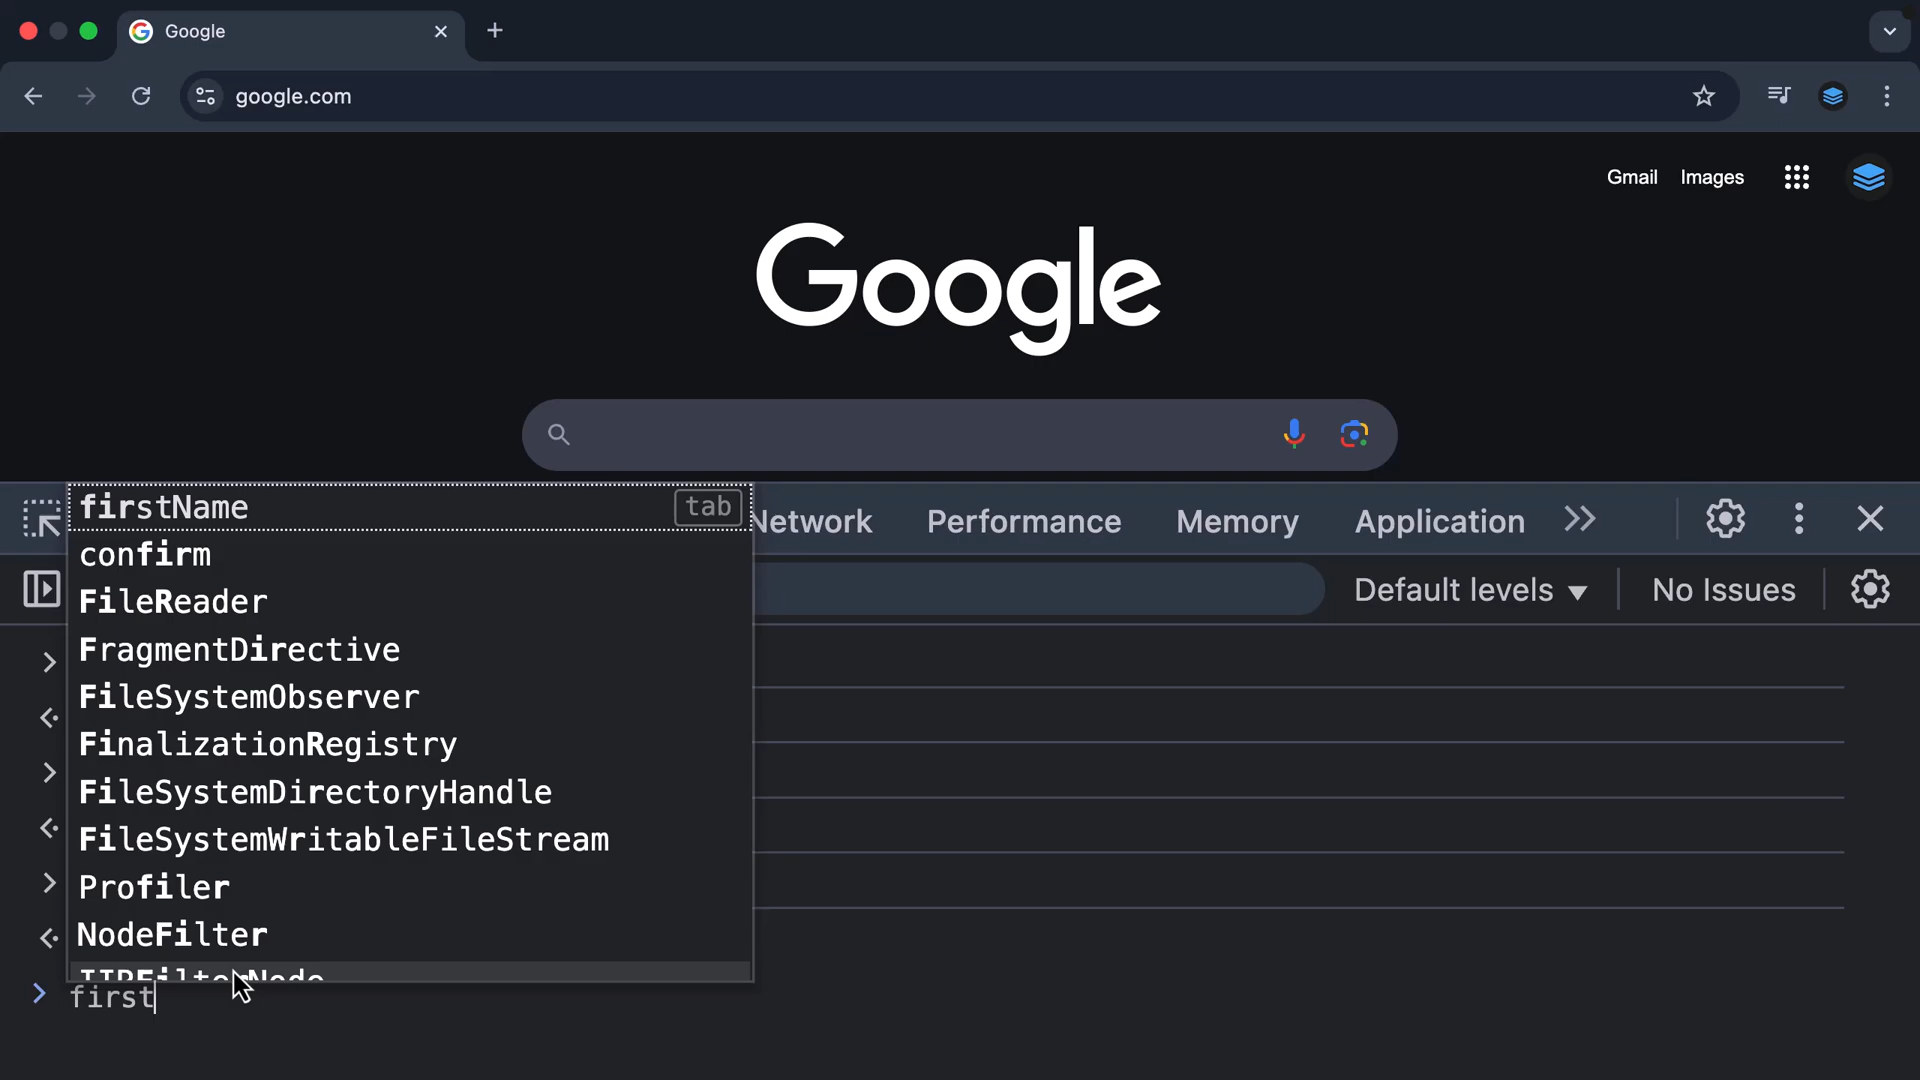 Google
google.com
Gmail Images
Google
firstName tab
Network Performance Memory Application
confirm
FileReader
Default levels No Issues
FragmentDirective
FileSystemObserver
FinalizationRegistry
FileSystemDirectoryHandle
FileSystemWritableFileStream
Profiler
NodeFilter
IIRFilterNode
first